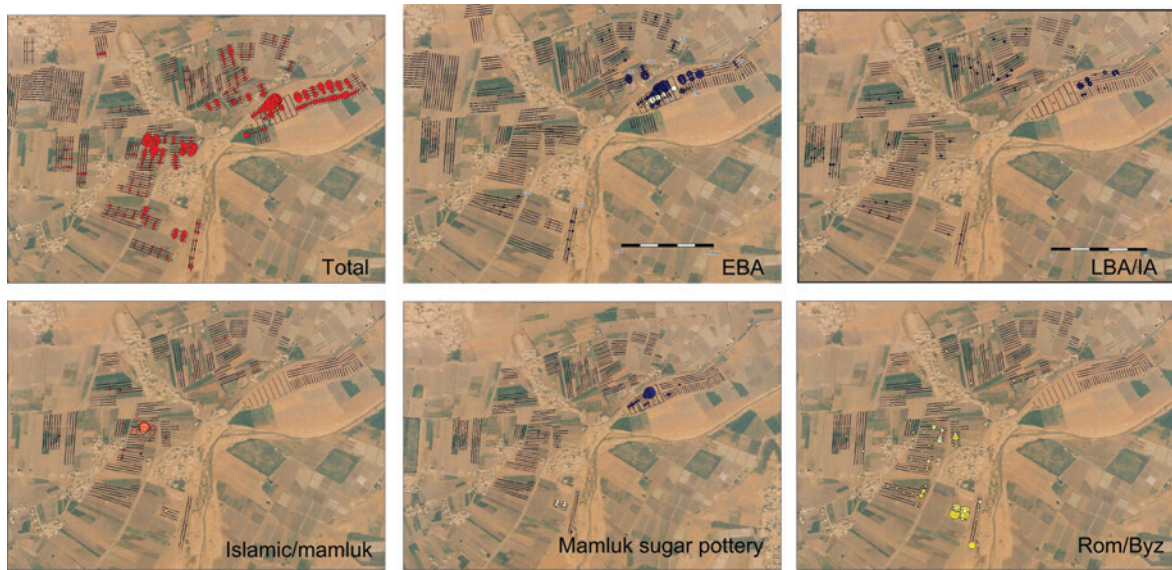 Total
EBA
LBA/IA
Islamic/mamluk
Mamluk sugar pottery
Rom/Byz